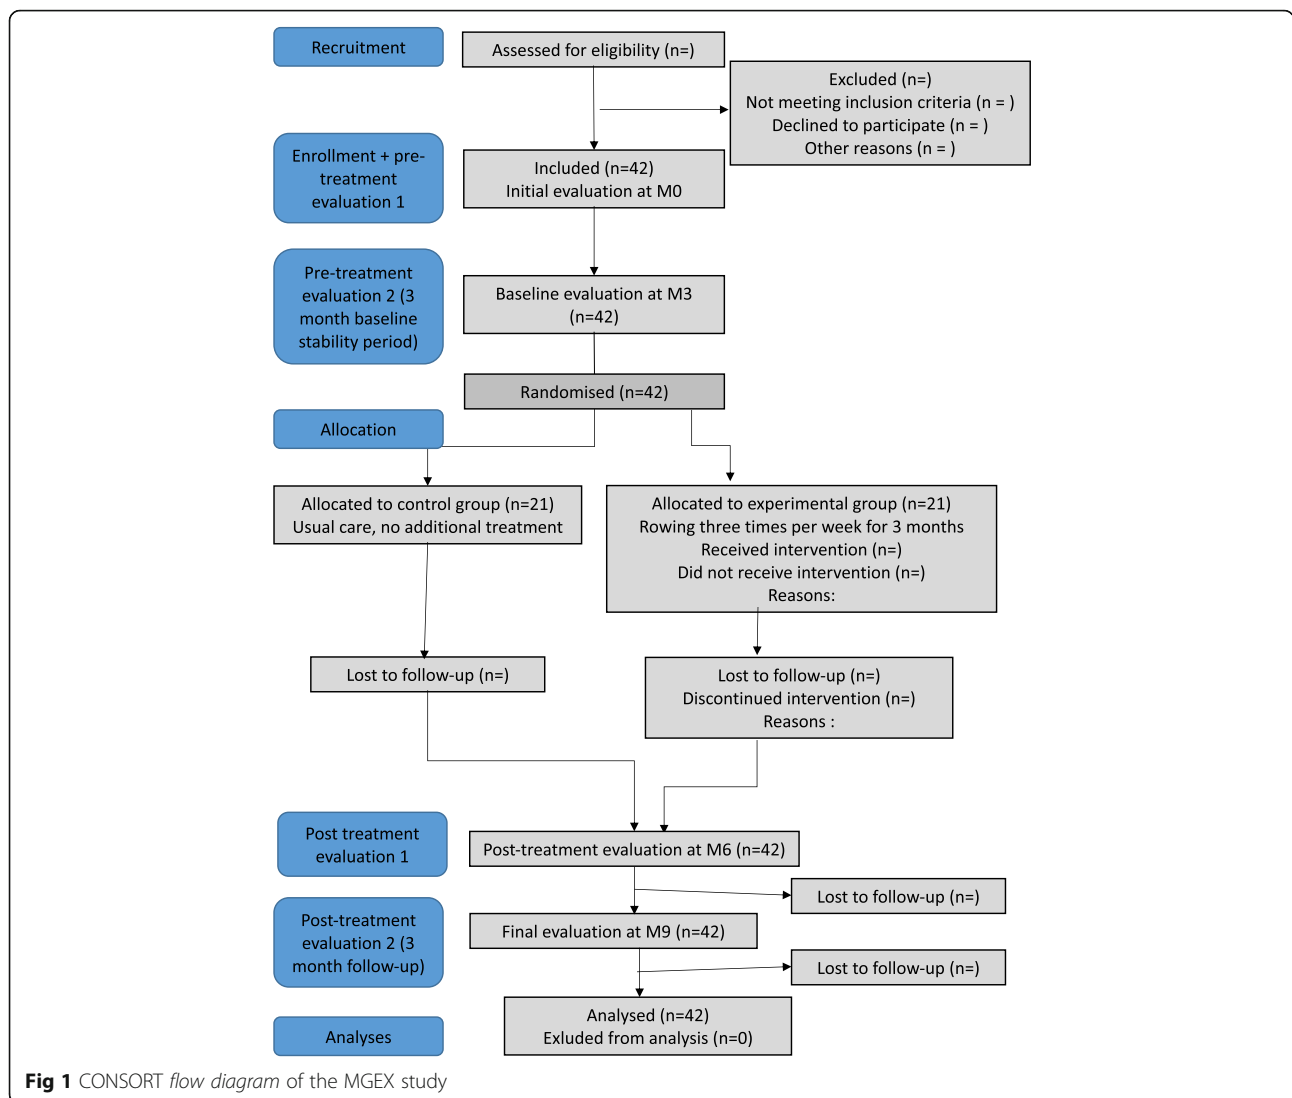 Recruitment
Assessed for eligibility (n=)
Excluded (n=)
Not meeting inclusion criteria (n = )
Declined to participate (n = )
Other reasons (n = )
Enrollment + pre-
treatment
evaluation 1
Included (n=42)
Initial evaluation at M0
Pre-treatment
evaluation 2 (3
month baseline
stability period)
Baseline evaluation at M3
(n=42)
Randomised (n=42)
Allocation
Allocated to control group (n=21)
Usual care, no additional treatment
Allocated to experimental group (n=21)
Rowing three times per week for 3 months
Received intervention (n=)
Did not receive intervention (n=)
Reasons:
Lost to follow-up (n=)
Lost to follow-up (n=)
Discontinued intervention (n=)
Reasons :
Post treatment
evaluation 1
Post-treatment evaluation at M6 (n=42)
Lost to follow-up (n=)
Post-treatment
evaluation 2 (3
month follow-up)
Final evaluation at M9 (n=42)
Lost to follow-up (n=)
Analyses
Analysed (n=42)
Exluded from analysis (n=0)
Fig 1 CONSORT flow diagram of the MGEX study